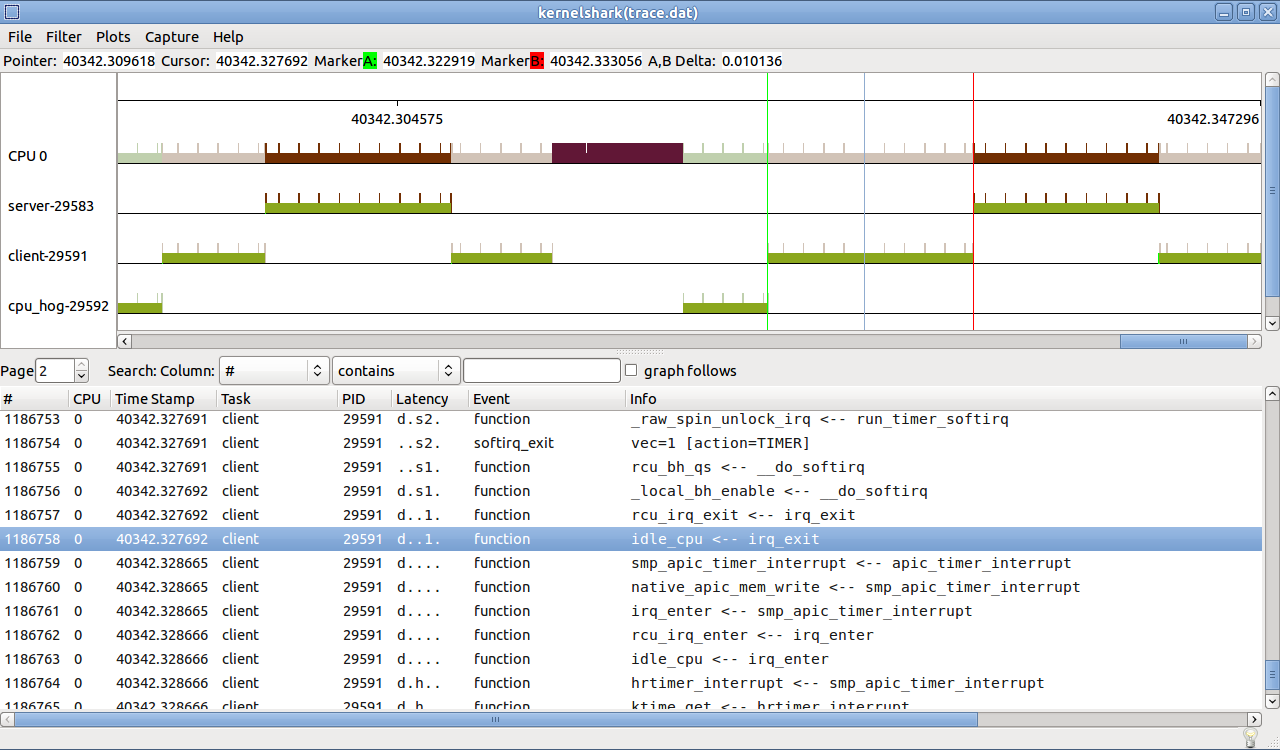 kernelshark(trace.dat)
File Filter Plots Capture Help
Pointer: 40342.309618 Cursor: 40342.327692 MarkerA: 40342.322919 MarkerB: 40342.333056 A,B Delta: 0.010136
40342.304575 40342.347296
CPU 0
server-29583
client-29591
cpu_hog-29592
Page 2 Search: Column: # contains graph follows
# CPU Time Stamp Task PID Latency Event Info
1186753 0 40342.327691 client 29591 d.s2. function _raw_spin_unlock_irq <-- run_timer_softirq
1186754 0 40342.327691 client 29591 ..s2. softirq_exit vec=1 [action=TIMER]
1186755 0 40342.327691 client 29591 ..s1. function rcu_bh_qs <-- __do_softirq
1186756 0 40342.327692 client 29591 d.s1. function _local_bh_enable <-- __do_softirq
1186757 0 40342.327692 client 29591 d..1. function rcu_irq_exit <-- irq_exit
1186758 0 40342.327692 client 29591 d..1. function idle_cpu <-- irq_exit
1186759 0 40342.328665 client 29591 d.... function smp_apic_timer_interrupt <-- apic_timer_interrupt
1186760 0 40342.328665 client 29591 d.... function native_apic_mem_write <-- smp_apic_timer_interrupt
1186761 0 40342.328665 client 29591 d.... function irq_enter <-- smp_apic_timer_interrupt
1186762 0 40342.328666 client 29591 d.... function rcu_irq_enter <-- irq_enter
1186763 0 40342.328666 client 29591 d.... function idle_cpu <-- irq_enter
1186764 0 40342.328666 client 29591 d.h.. function hrtimer_interrupt <-- smp_apic_timer_interrupt
1186765 0 40342.328666 client 29591 d.h.. function ktime_get <-- hrtimer_interrupt